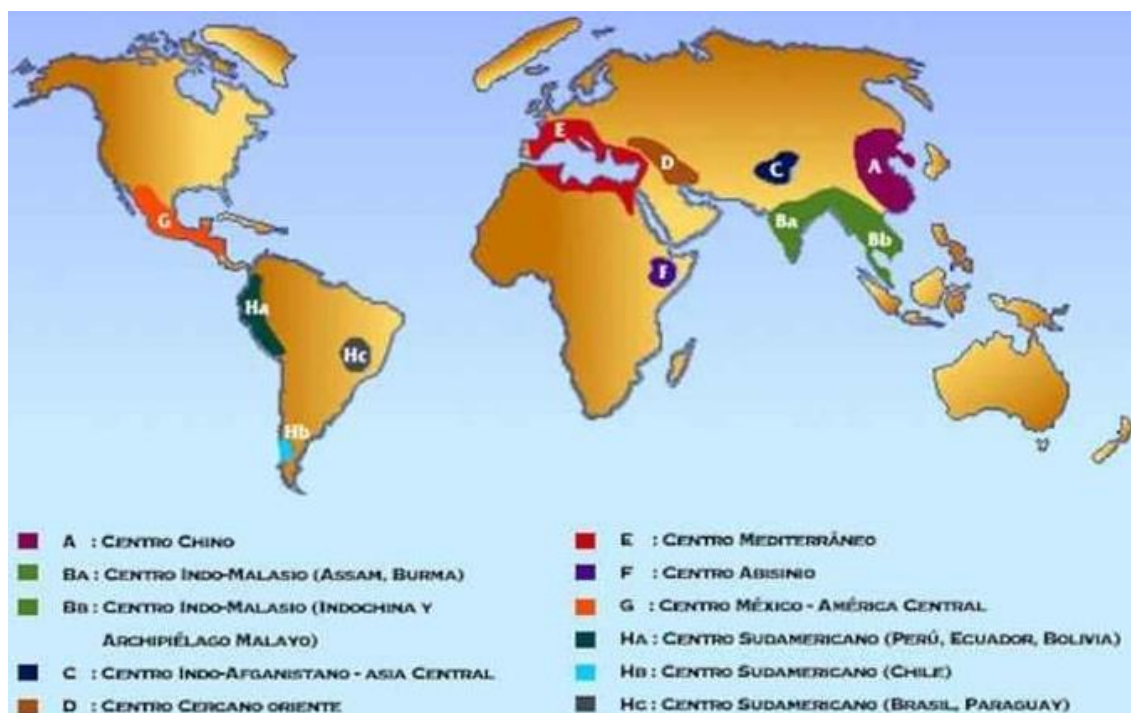 E
A
D
C
G
Ba
Bb
F
Ha
Hc
Hb
A : CENTRO CHINO
BA : CENTRO INDO-MALASIO (ASSAM, BURMA)
BB : CENTRO INDO-MALASIO (INDOCHINA Y
ARCHIPIÉLAGO MALAYO)
C : CENTRO INDO-AFGANISTANO - ASIA CENTRAL
D : CENTRO CERCANO ORIENTE
E : CENTRO MEDITERRÂNEO
F : CENTRO ABISINIO
G : CENTRO MÉXICO - AMÉRICA CENTRAL
HA : CENTRO SUDAMERICANO (PERÚ, ECUADOR, BOLIVIA)
HB : CENTRO SUDAMERICANO (CHILE)
HC : CENTRO SUDAMERICANO (BRASIL, PARAGUAY)